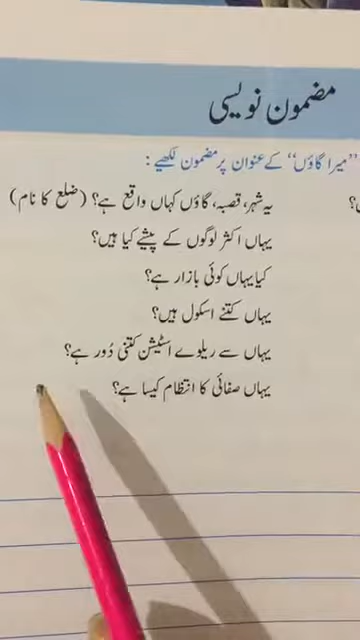 مضمون نویسی
"میرا گاؤں" کے عنوان پر مضمون لکھیے :
یہ شہر، قصبہ، گاؤں کہاں واقع ہے؟ (ضلع کا نام)
یہاں اکثر لوگوں کے پیشے کیا ہیں؟
کیا یہاں کوئی بازار ہے؟
یہاں کتنے اسکول ہیں؟
یہاں سے ریلوے اسٹیشن کتنی دُور ہے؟
یہاں صفائی کا انتظام کیسا ہے؟